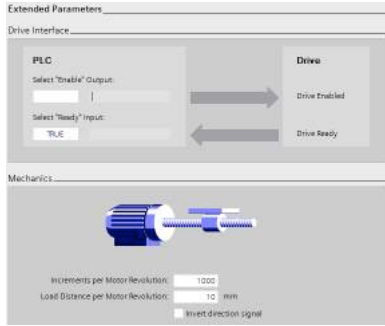 Extended Parameters
Drive Interface
PLC
Drive
Select "Enable" Output:
Drive Enabled
Select "Ready" Input:
TRUE
Drive Ready
Mechanics
Increments per Motor Revolution: 1000
Load Distance per Motor Revolution: 10 mm
Invert direction signal